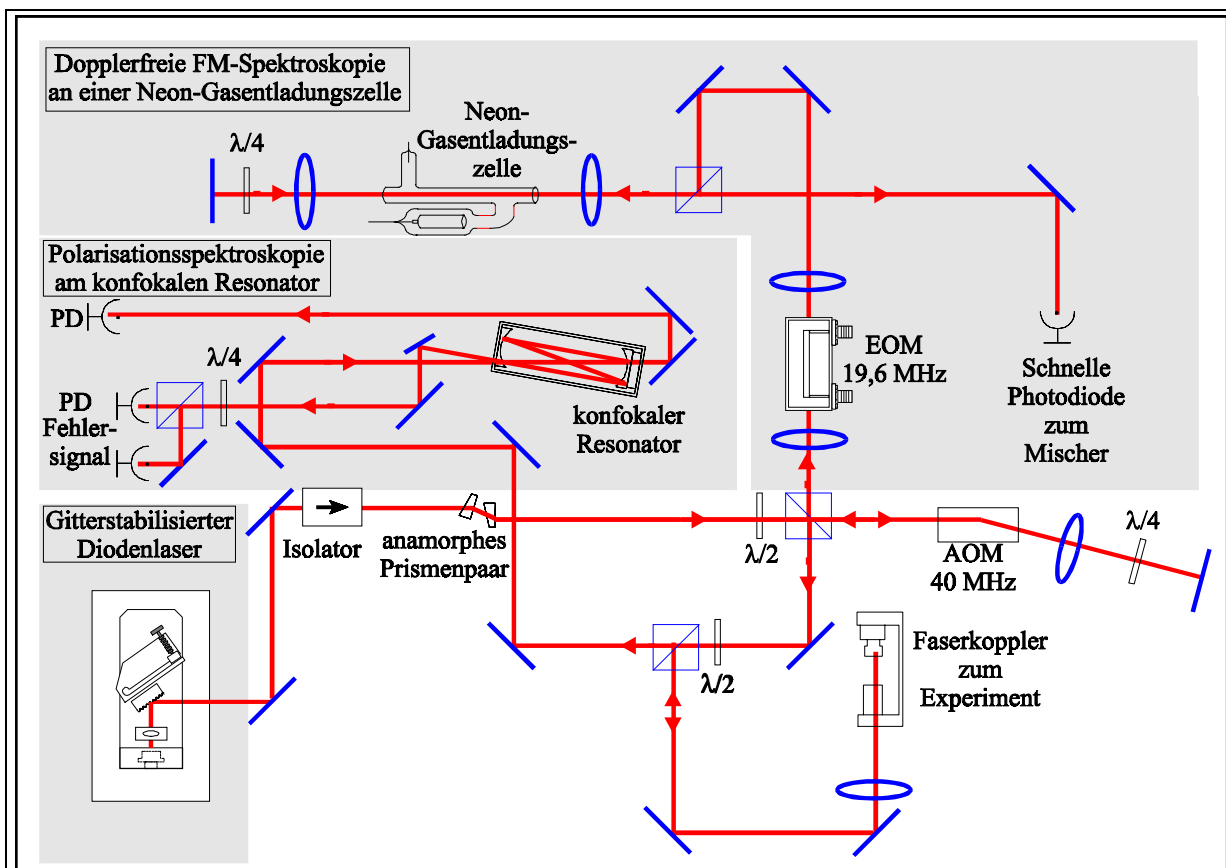 Dopplerfreie FM-Spektroskopie
an einer Neon-Gasentladungszelle
Neon-
Gasentladungs-
zelle
λ/4
Polarisationsspektroskopie
am konfokalen Resonator
PD
λ/4
EOM
19,6 MHz
Schnelle
Photodiode
zum
Mischer
PD
Fehler-
signal
konfokaler
Resonator
Gitterstabilisierter
Diodenlaser
Isolator
anamorphes
Prismenpaar
λ/2
AOM
40 MHz
λ/4
λ/2
Faserkoppler
zum
Experiment